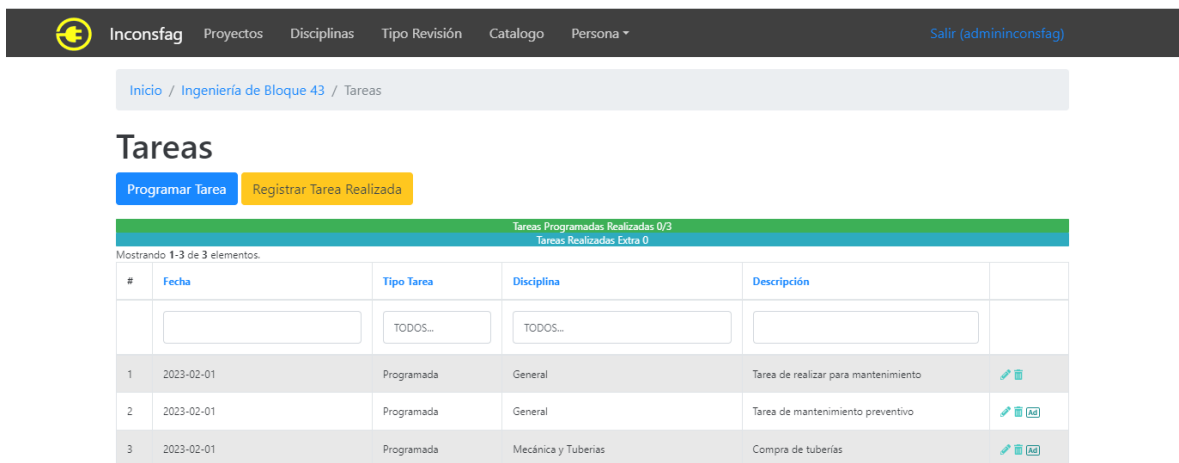 Inconsfag Proyectos Disciplinas Tipo Revisión Catalogo Persona Salir (admininconsfag)
Inicio / Ingeniería de Bloque 43 / Tareas
Tareas
Programar Tarea Registrar Tarea Realizada
Tareas Programadas Realizadas 0/3
Tareas Realizadas Extra 0
Mostrando 1-3 de 3 elementos.
# Fecha Tipo Tarea Disciplina Descripción
TODOS... TODOS...
1 2023-02-01 Programada General Tarea de realizar para mantenimiento
2 2023-02-01 Programada General Tarea de mantenimiento preventivo Ad
3 2023-02-01 Programada Mecánica y Tuberias Compra de tuberías Ad